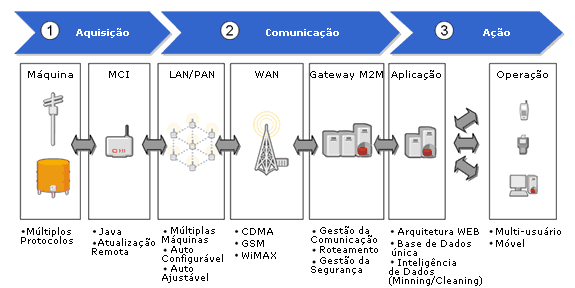 1 Aquisição
2 Comunicação
3 Ação
Máquina
MCI
LAN/PAN
WAN
Gateway M2M
Aplicação
Operação
• Múltiplos
Protocolos
• Java
• Atualização
Remota
• Múltiplas
Máquinas
• Auto
Configurável
• Auto
Ajustável
• CDMA
• GSM
• WiMAX
• Gestão da
Comunicação
• Roteamento
• Gestão da
Segurança
• Arquitetura WEB
• Base de Dados
única
• Inteligência
de Dados
(Minning/Cleaning)
• Multi-usuário
• Móvel